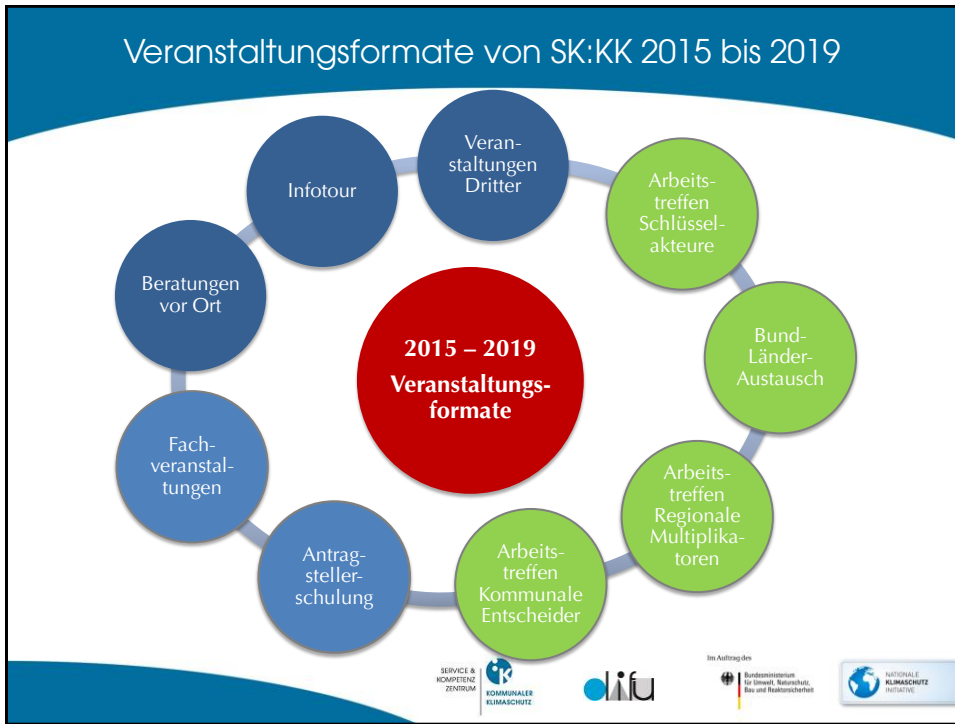 Veranstaltungsformate von SK:KK 2015 bis 2019
Veran-
staltungen
Dritter
Infotour
Arbeits-
treffen
Schlüssel-
akteure
Beratungen
vor Ort
Bund-
Länder-
Austausch
2015 – 2019
Veranstaltungs-
formate
Fach-
veranstal-
tungen
Arbeits-
treffen
Regionale
Multiplika-
toren
Antrag-
steller-
schulung
Arbeits-
treffen
Kommunale
Entscheider
SERVICE &
KOMPETENZ
ZENTRUM
KOMMUNALER
KLIMASCHUTZ
difu
Im Auftrag des
Bundesministerium
für Umwelt, Naturschutz,
Bau und Reaktorsicherheit
NATIONALE
KLIMASCHUTZ
INITIATIVE